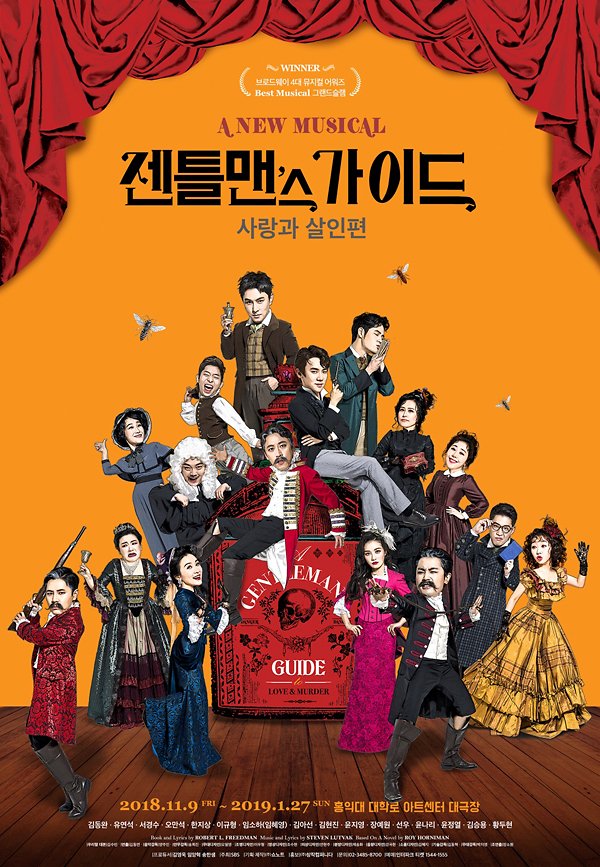 WINNER
브로드웨이 4대 뮤지컬 어워즈
Best Musical 그랜드슬램
A NEW MUSICAL
젠틀맨'스 가이드
사랑과 살인편
A
GENTLEMAN
GUIDE
to
LOVE & MURDER
2018.11.9 FRI ~ 2019.1.27 SUN 홍익대 대학로 아트센터 대극장
김동완 · 유연석 · 서경수 · 오만석 · 한지상 · 이규형 · 임소하(임혜영) · 김아선 · 김현진 · 윤지영 · 장예원 · 선우 · 윤나리 · 윤정열 · 김승용 · 황두현
Book and Lyrics by ROBERT L. FREEDMAN Music and Lyrics by STEVEN LUTVAK Based On A Novel by ROY HORNIMAN